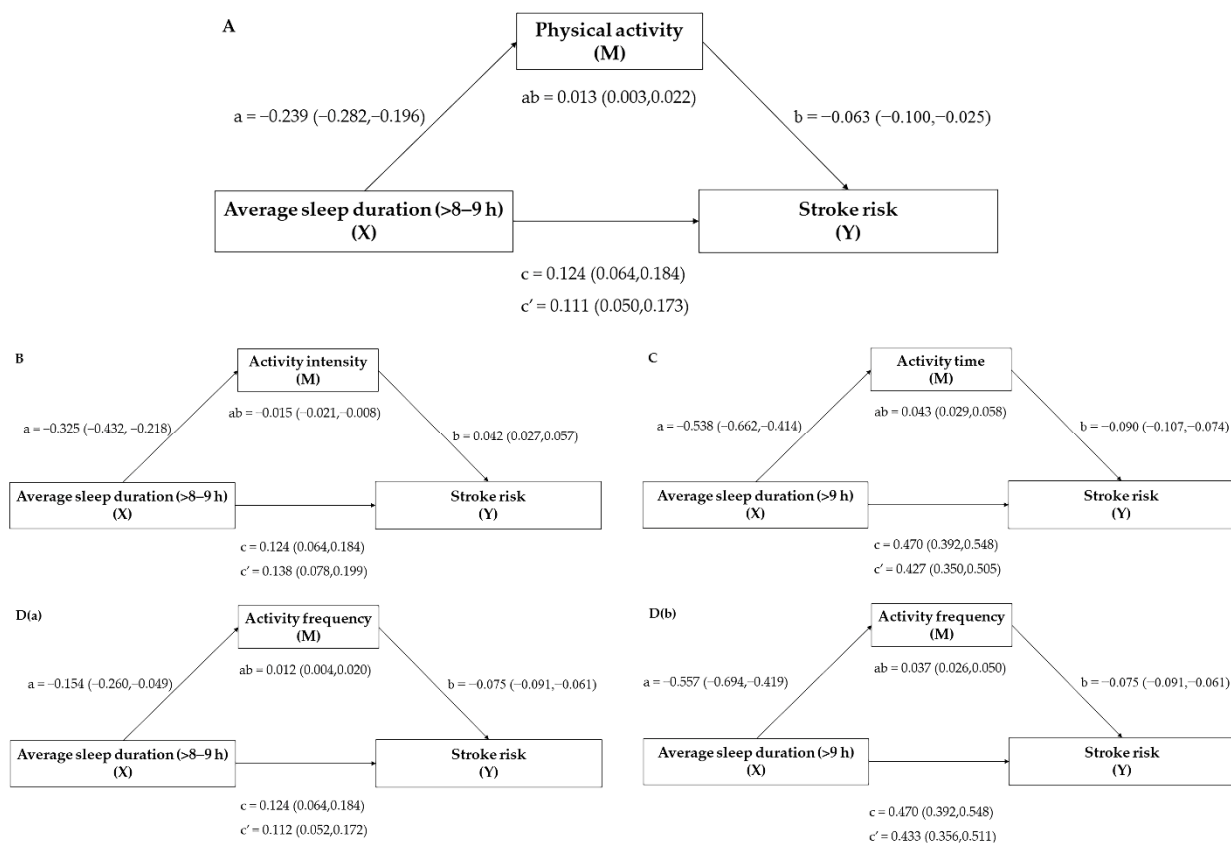 A
Physical activity
(M)
ab = 0.013 (0.003,0.022)
a = −0.239 (−0.282,−0.196)
b = −0.063 (−0.100,−0.025)
Average sleep duration (>8–9 h)
(X)
Stroke risk
(Y)
c = 0.124 (0.064,0.184)
c′ = 0.111 (0.050,0.173)
B
Activity intensity
(M)
ab = −0.015 (−0.021,−0.008)
a = −0.325 (−0.432, −0.218)
b = 0.042 (0.027,0.057)
Average sleep duration (>8–9 h)
(X)
Stroke risk
(Y)
c = 0.124 (0.064,0.184)
c′ = 0.138 (0.078,0.199)
C
Activity time
(M)
ab = 0.043 (0.029,0.058)
a = −0.538 (−0.662,−0.414)
b = −0.090 (−0.107,−0.074)
Average sleep duration (>9 h)
(X)
Stroke risk
(Y)
c = 0.470 (0.392,0.548)
c′ = 0.427 (0.350,0.505)
D(a)
Activity frequency
(M)
ab = 0.012 (0.004,0.020)
a = −0.154 (−0.260,−0.049)
b = −0.075 (−0.091,−0.061)
Average sleep duration (>8–9 h)
(X)
Stroke risk
(Y)
c = 0.124 (0.064,0.184)
c′ = 0.112 (0.052,0.172)
D(b)
Activity frequency
(M)
ab = 0.037 (0.026,0.050)
a = −0.557 (−0.694,−0.419)
b = −0.075 (−0.091,−0.061)
Average sleep duration (>9 h)
(X)
Stroke risk
(Y)
c = 0.470 (0.392,0.548)
c′ = 0.433 (0.356,0.511)